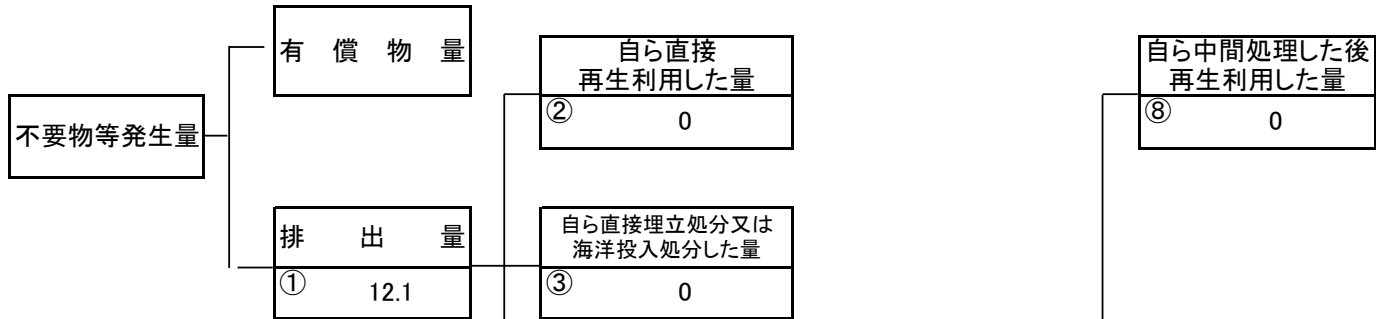 有償物量
自ら直接
再生利用した量
② 0
自ら中間処理した後
再生利用した量
⑧ 0
不要物等発生量
排出量
① 12.1
自ら直接埋立処分又は
海洋投入処分した量
③ 0